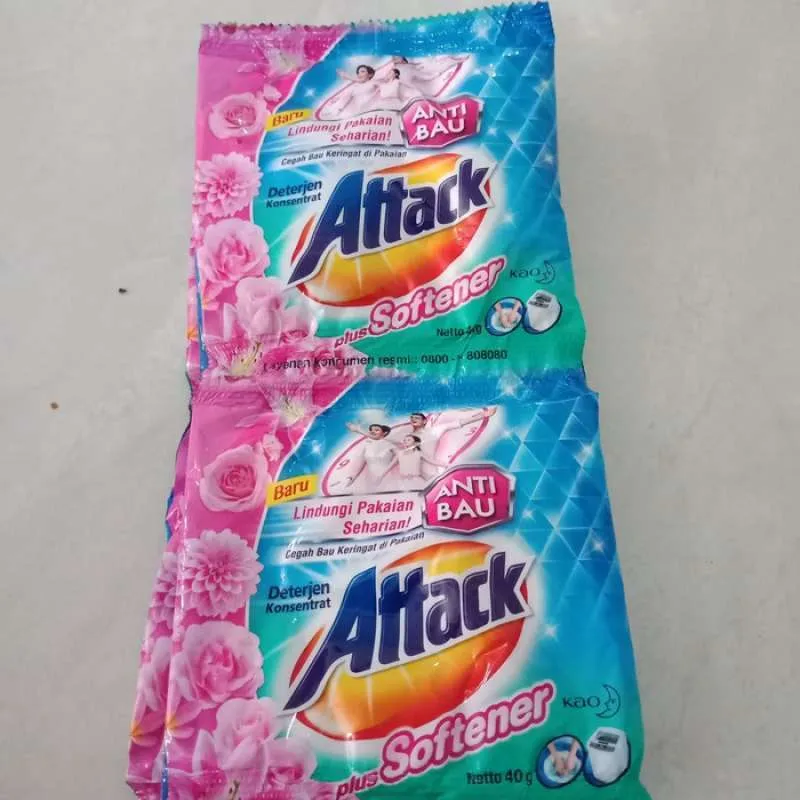 Baru
Lindungi Pakaian
Seharian!
ANTI
BAU
Cegah Bau Keringat di Pakaian
Deterjen
Konsentrat
Attack
Kao
plus Softener
Netto
Layanan konsumen resmi : 0800 - 808080
Baru
Lindungi Pakaian
Seharian!
ANTI
BAU
Cegah Bau Keringat di Pakaian
Deterjen
Konsentrat
Attack
Kao
plus Softener
Netto 40 g